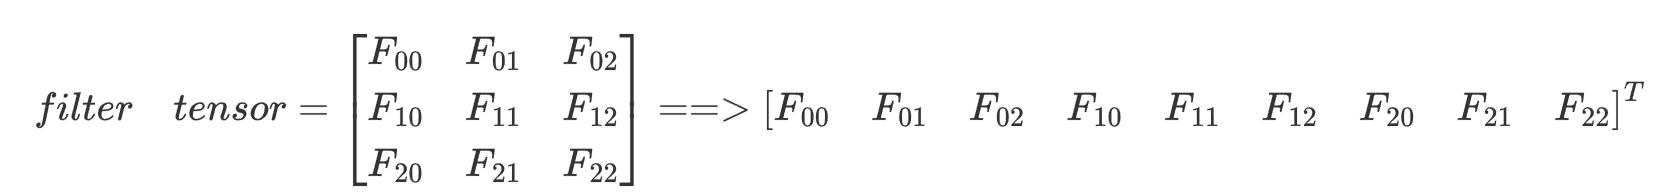 F₀₀ F₀₁ F₀₂
filter tensor = [F₁₀ F₁₁ F₁₂] ==> [F₀₀ F₀₁ F₀₂ F₁₀ F₁₁ F₁₂ F₂₀ F₂₁ F₂₂]ᵀ
F₂₀ F₂₁ F₂₂